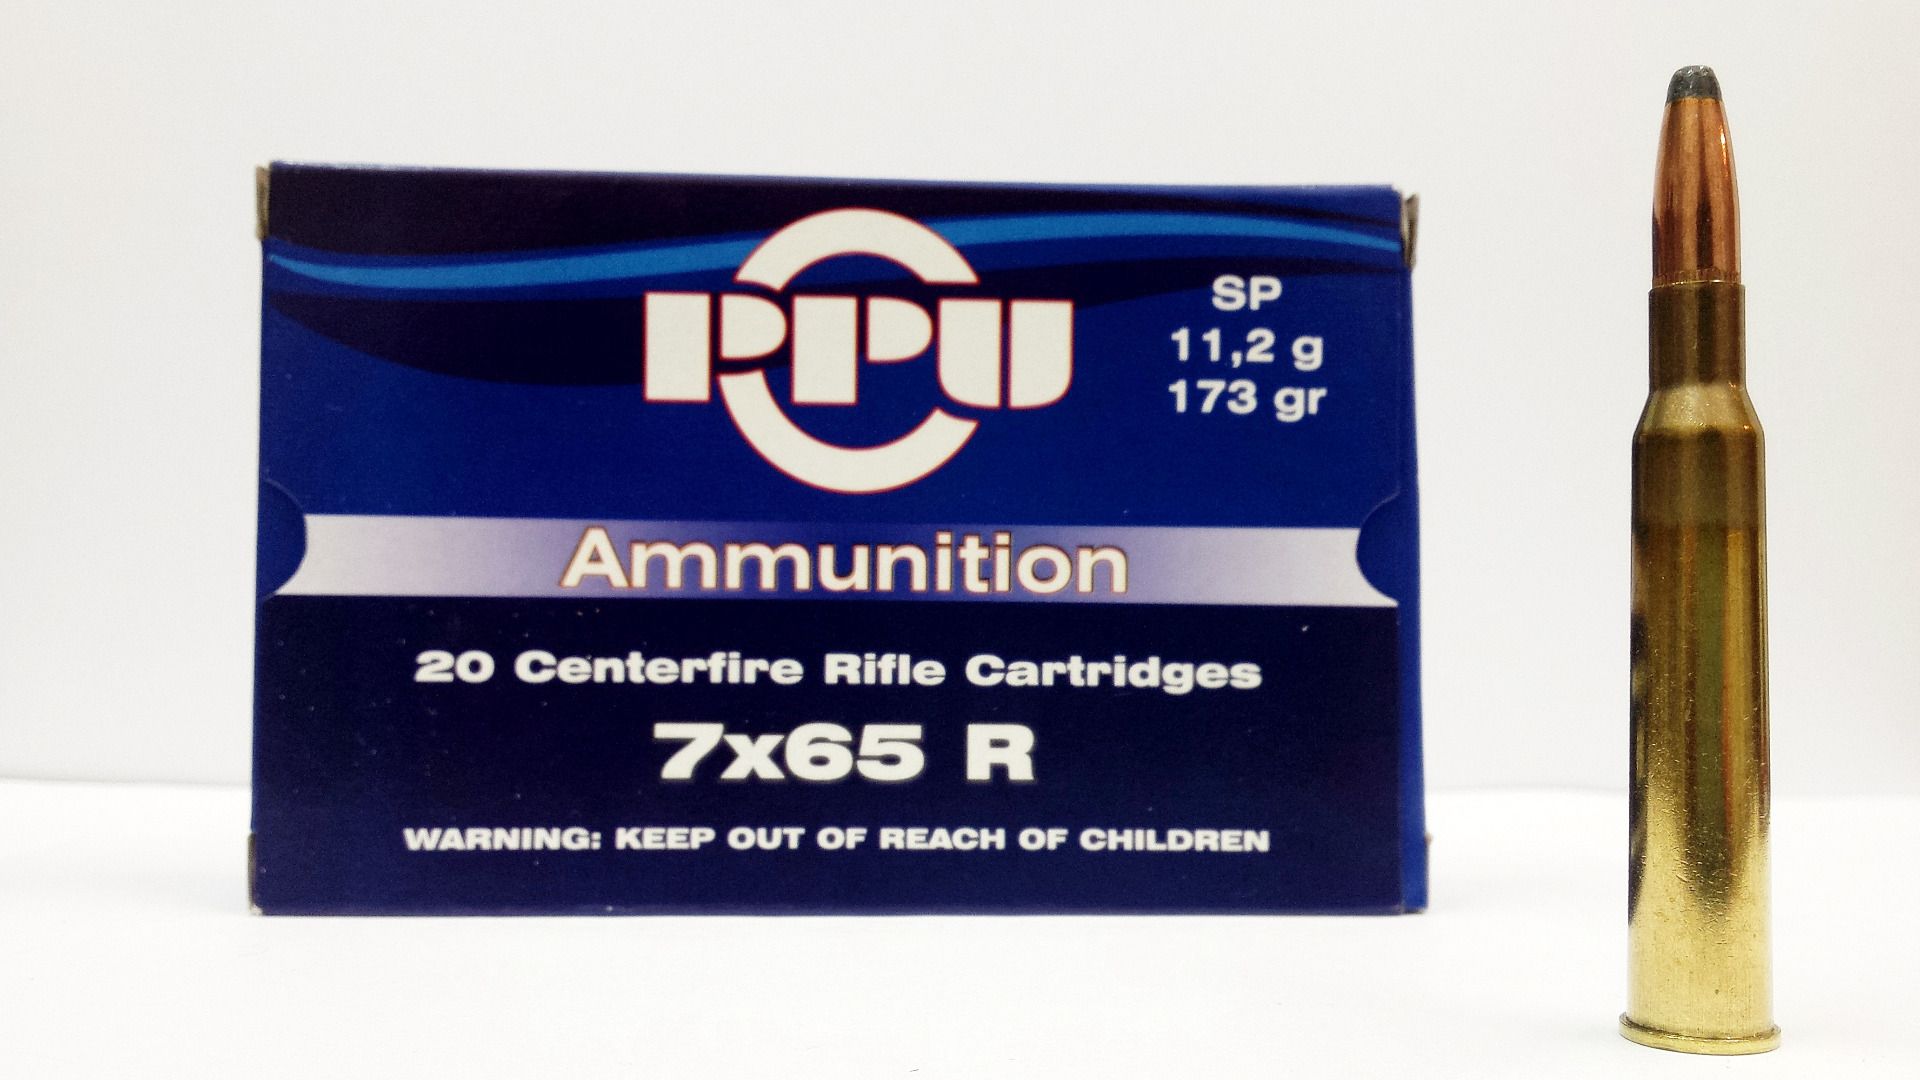 PPU
SP
11,2 g
173 gr
Ammunition
20 Centerfire Rifle Cartridges
7x65 R
WARNING: KEEP OUT OF REACH OF CHILDREN